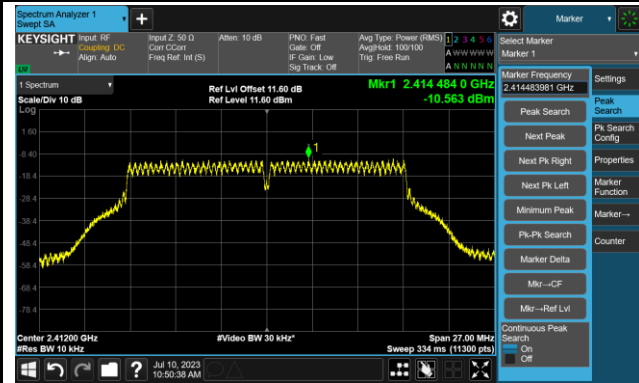 Spectrum Analyzer 1
Swept SA
+
Marker
KEYSIGHT
Input: RF
Coupling: DC
Align: Auto
Input Z: 50 Ω
Corr CCorr
Freq Ref: Int (S)
Atten: 10 dB
PNO: Fast
Gate: Off
IF Gain: Low
Sig Track: Off
Avg Type: Power (RMS)
Avg|Hold: 100/100
Trig: Free Run
1 2 3 4 5 6
A W W W W W
A N N N N N
Select Marker
Marker 1
1 Spectrum
Scale/Div 10 dB
Log
Ref Lvl Offset 11.60 dB
Ref Level 11.60 dBm
Mkr1 2.414 484 0 GHz
-10.563 dBm
1.60
-8.40
-18.4
-28.4
-38.4
-48.4
-58.4
-68.4
-78.4
1
Center 2.41200 GHz
#Res BW 10 kHz
#Video BW 30 kHz*
Span 27.00 MHz
Sweep 334 ms (11300 pts)
Marker Frequency
2.414483981 GHz
Peak Search
Next Peak
Next Pk Right
Next Pk Left
Minimum Peak
Pk-Pk Search
Marker Delta
Mkr→CF
Mkr→Ref Lvl
Continuous Peak
Search
On
Off
Settings
Peak
Search
Pk Search
Config
Properties
Marker
Function
Marker→
Counter
?
Jul 10, 2023
10:50:38 AM